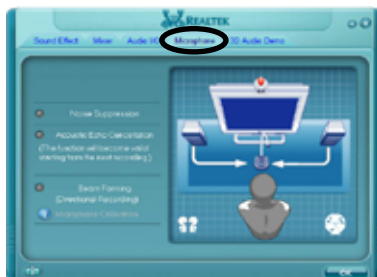 REALTEK
Sound Effect Mixer Audio I/O Microphone 3D Audio Demo
Noise Suppression
Acoustic Echo Cancellation
(The function will become valid
starting from the next recording.)
Beam Forming
(Directional Recording)
Microphone Calibration
OK